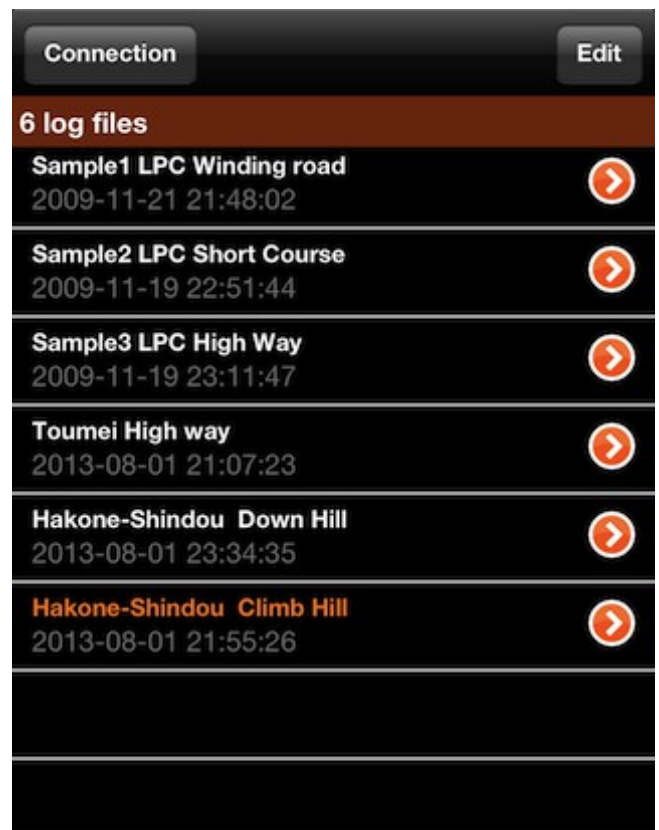 Connection
Edit
6 log files
Sample1 LPC Winding road
2009-11-21 21:48:02
Sample2 LPC Short Course
2009-11-19 22:51:44
Sample3 LPC High Way
2009-11-19 23:11:47
Toumei High way
2013-08-01 21:07:23
Hakone-Shindou  Down Hill
2013-08-01 23:34:35
Hakone-Shindou  Climb Hill
2013-08-01 21:55:26